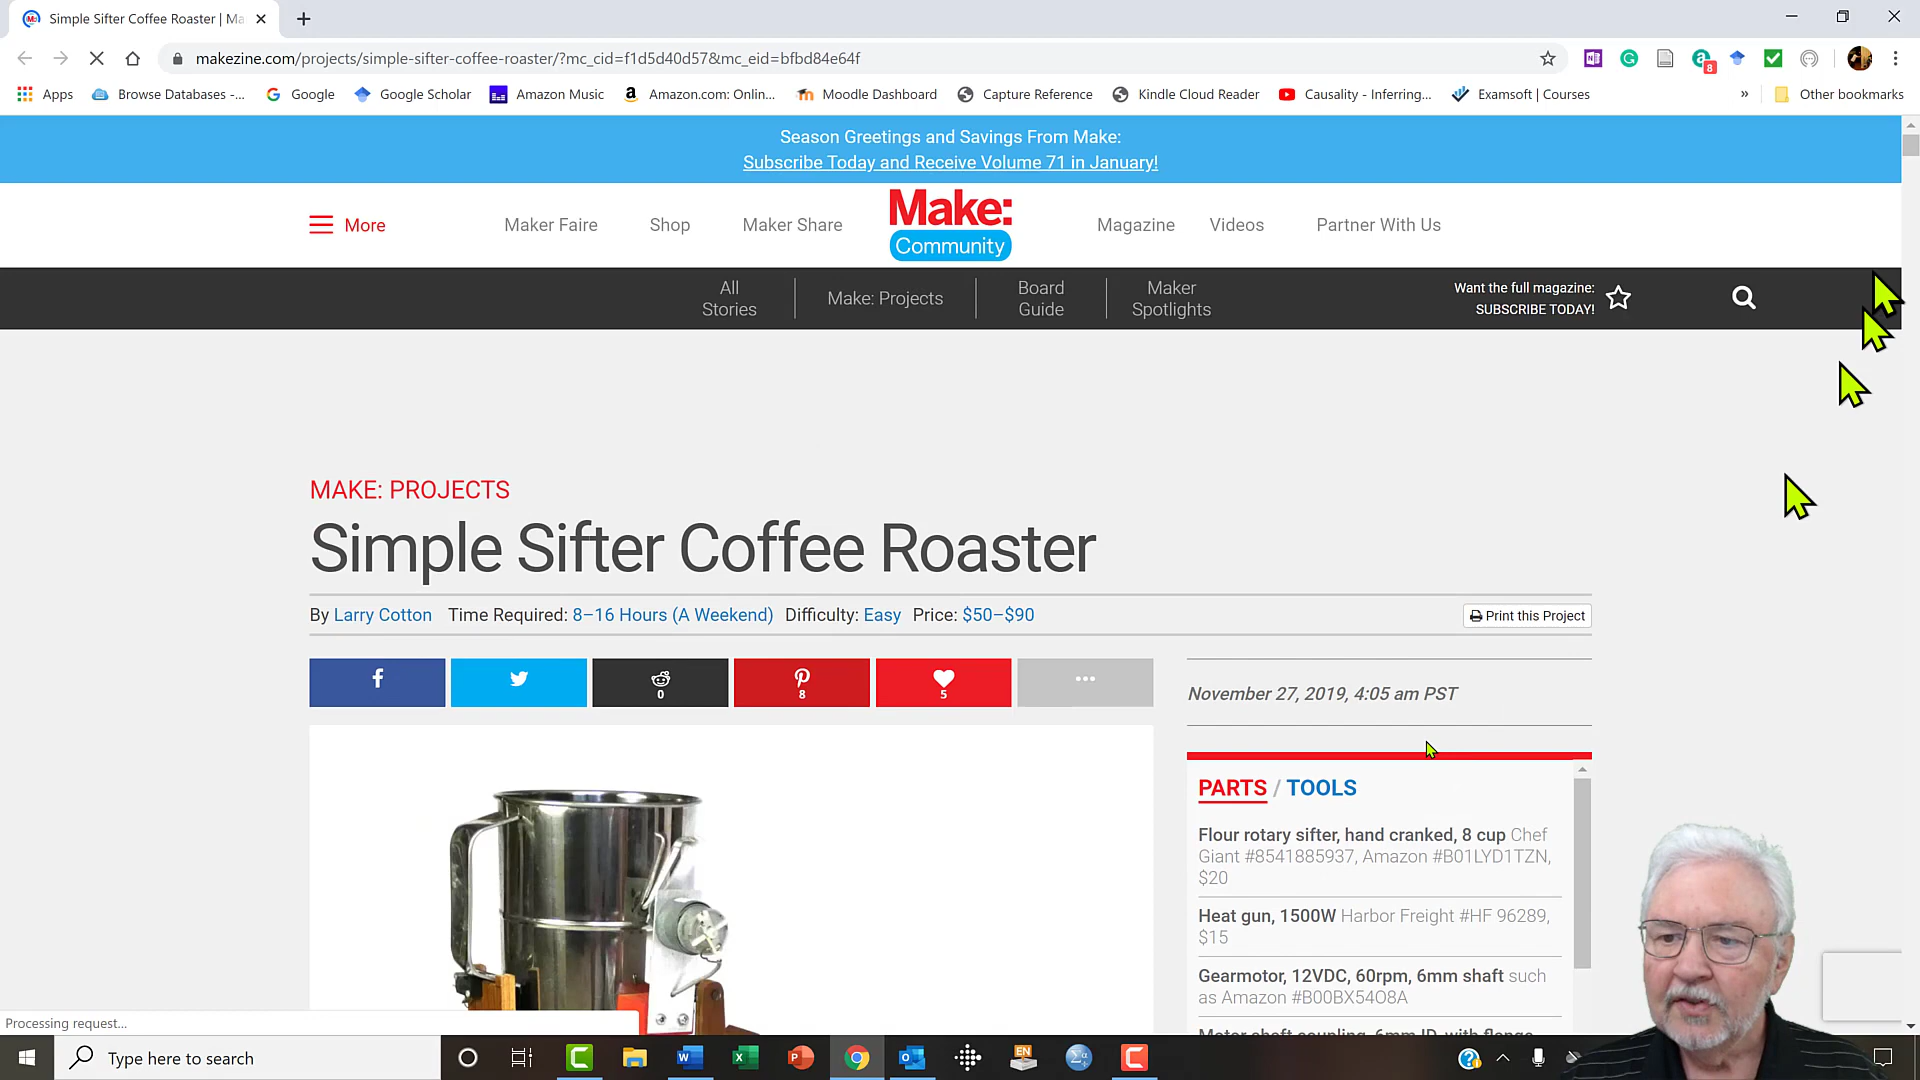 Simple Sifter Coffee Roaster | Ma
makezine.com/projects/simple-sifter-coffee-roaster/?mc_cid=f1d5d40d57&mc_eid=bfbd84e64f
8
Apps
Browse Databases -...
Google
Google Scholar
Amazon Music
Amazon.com: Onlin...
Moodle Dashboard
Capture Reference
Kindle Cloud Reader
Causality - Inferring...
Examsoft | Courses
»
Other bookmarks
Season Greetings and Savings From Make:
Subscribe Today and Receive Volume 71 in January!
More
Maker Faire
Shop
Maker Share
Make:
Community
Magazine
Videos
Partner With Us
All
Stories
Make: Projects
Board
Guide
Maker
Spotlights
Want the full magazine:
SUBSCRIBE TODAY!
MAKE: PROJECTS
Simple Sifter Coffee Roaster
By Larry Cotton Time Required: 8–16 Hours (A Weekend) Difficulty: Easy Price: $50–$90
Print this Project
0
8
5
November 27, 2019, 4:05 am PST
PARTS / TOOLS
Flour rotary sifter, hand cranked, 8 cup Chef
Giant #8541885937, Amazon #B01LYD1TZN,
$20
Heat gun, 1500W Harbor Freight #HF 96289,
$15
Gearmotor, 12VDC, 60rpm, 6mm shaft such
as Amazon #B00BX54O8A
Motor shaft coupling, 6mm ID, with flange
Processing request...
Type here to search
EN